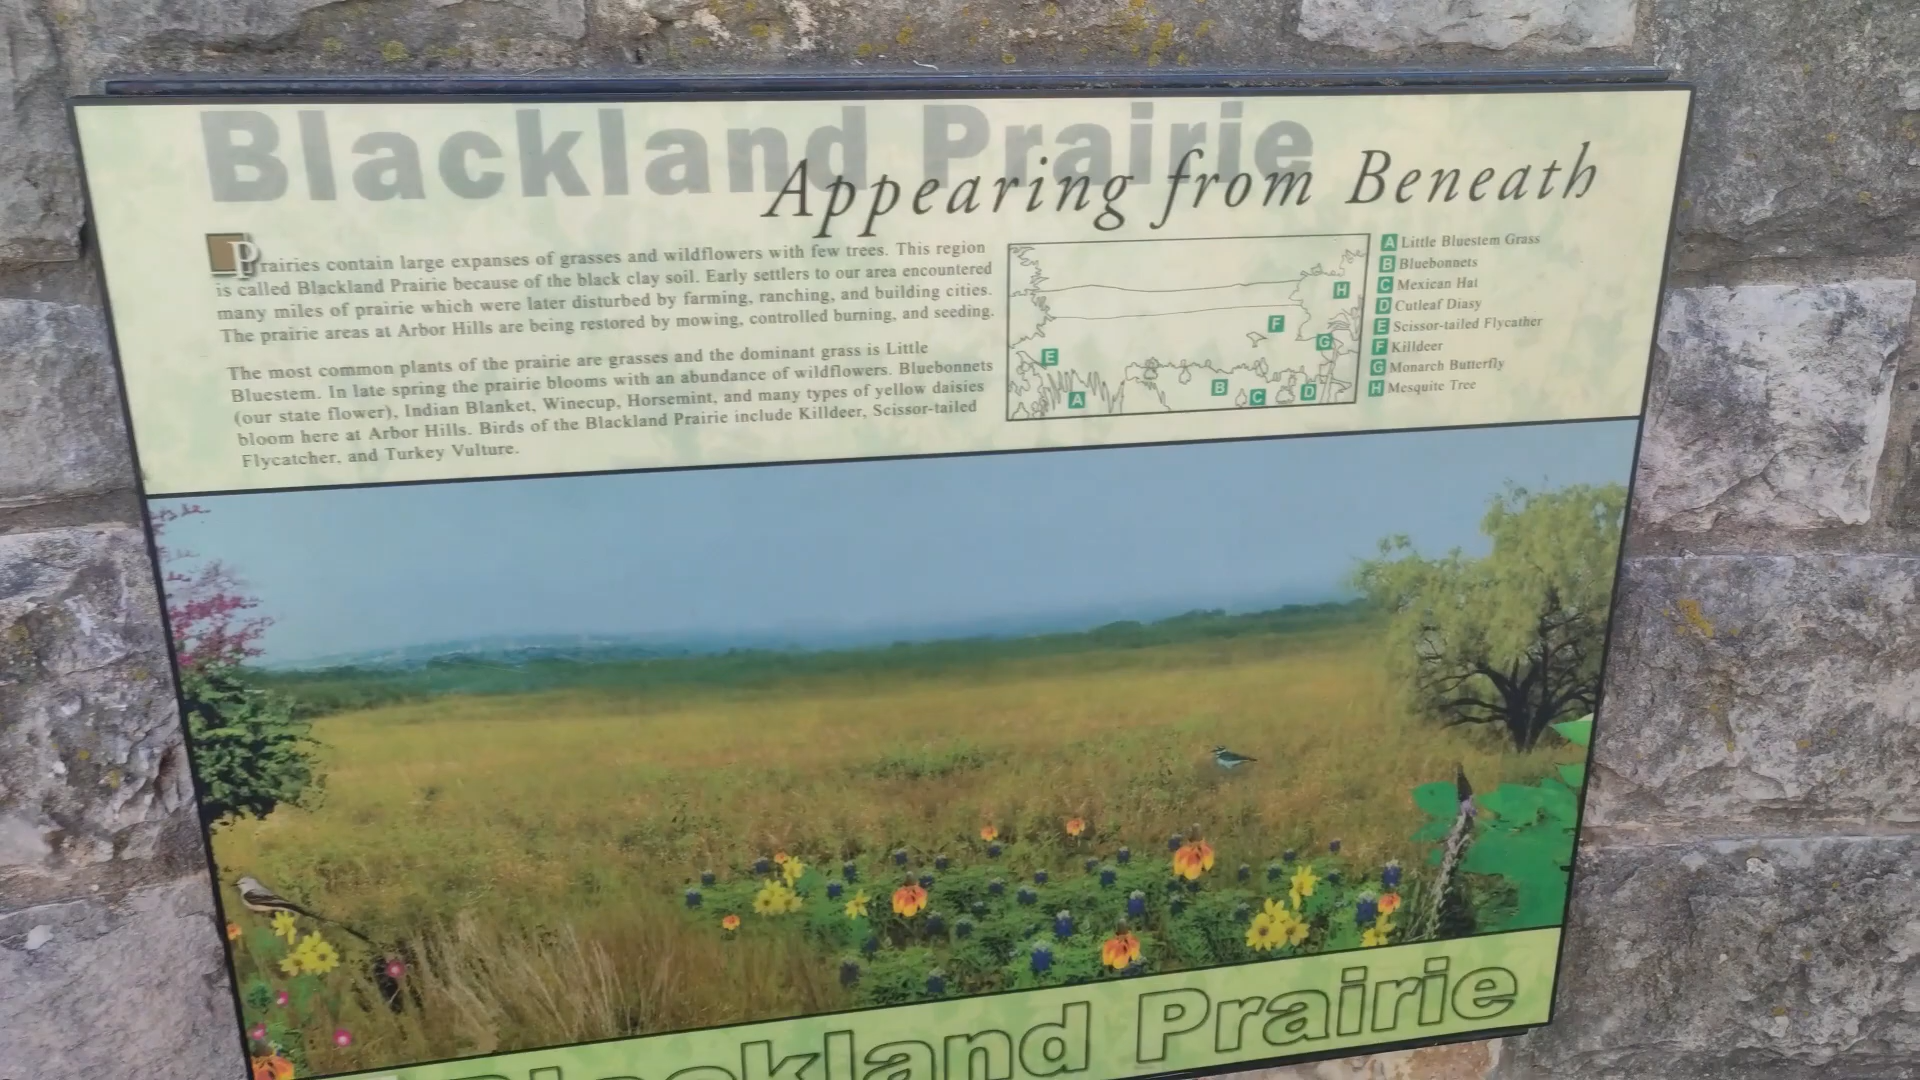 Blackland Prairie
Appearing from Beneath
Prairies contain large expanses of grasses and wildflowers with few trees. This region
is called Blackland Prairie because of the black clay soil. Early settlers to our area encountered
many miles of prairie which were later disturbed by farming, ranching, and building cities.
The prairie areas at Arbor Hills are being restored by mowing, controlled burning, and seeding.
The most common plants of the prairie are grasses and the dominant grass is Little
Bluestem. In late spring the prairie blooms with an abundance of wildflowers. Bluebonnets
(our state flower), Indian Blanket, Winecup, Horsemint, and many types of yellow daisies
bloom here at Arbor Hills. Birds of the Blackland Prairie include Killdeer, Scissor-tailed
Flycatcher, and Turkey Vulture.
H
F
G
E
B
D
A
C
A Little Bluestem Grass
B Bluebonnets
C Mexican Hat
D Cutleaf Diasy
E Scissor-tailed Flycather
F Killdeer
G Monarch Butterfly
H Mesquite Tree
Blackland Prairie